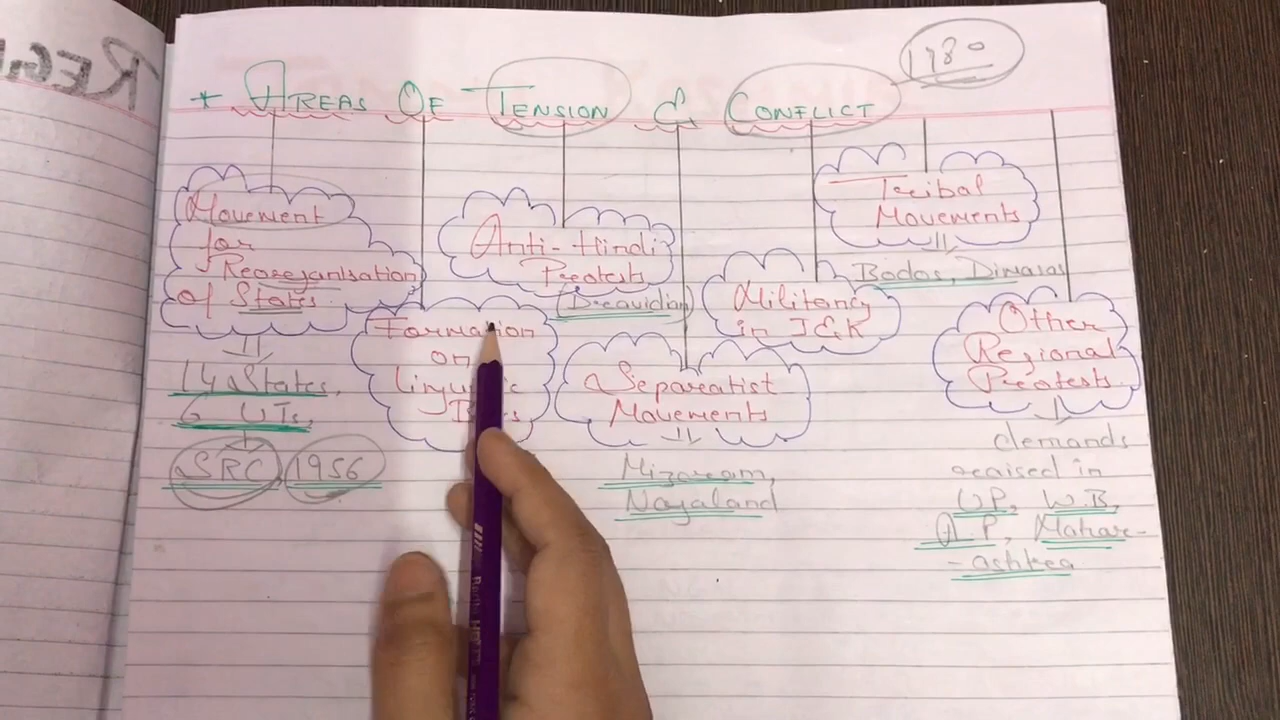 * AREAS OF TENSION & CONFLICT
1980
Movement
for
Reorganisation
of States
14 States,
6 UTs,
SRC, 1956
Formation
on
Anti-Hindi
Protests
(Dravidian)
Separatist
Movements
Mizoram,
Nagaland
Militancy
in J&K
Tribal
Movements
Bodos, Dimasas
Other
Regional
Protests
demands
raised in
UP, W.B,
A.P, Mahar-
-ashtra